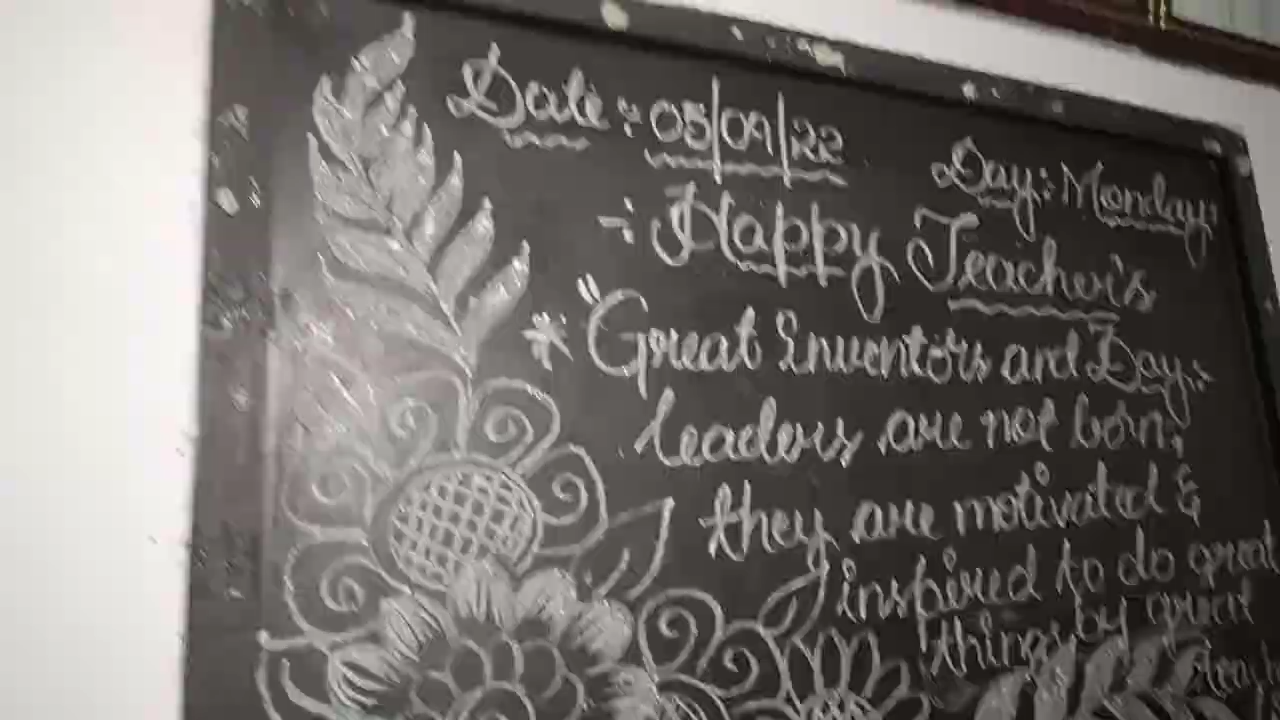 Date : 05/09/22
Day : Monday
-: Happy Teacher's
Day :-
* "Great Inventors and
leaders are not born,
they are motivated &
inspired to do great
things by great